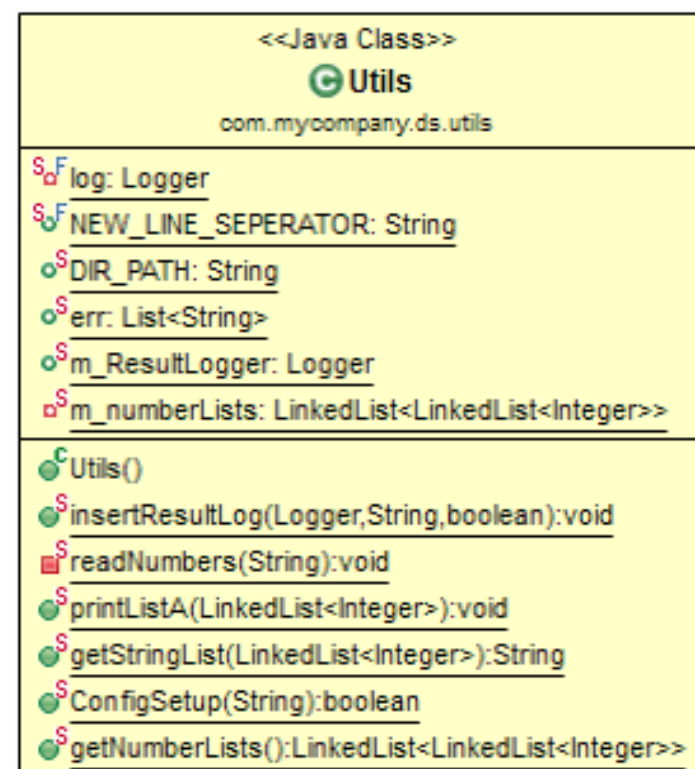 <<Java Class>>
C Utils
com.mycompany.ds.utils
S F log: Logger
S F NEW_LINE_SEPERATOR: String
S DIR_PATH: String
S err: List<String>
S m_ResultLogger: Logger
S m_numberLists: LinkedList<LinkedList<Integer>>
C Utils()
S insertResultLog(Logger,String,boolean):void
S readNumbers(String):void
S printListA(LinkedList<Integer>):void
S getStringList(LinkedList<Integer>):String
S ConfigSetup(String):boolean
S getNumberLists():LinkedList<LinkedList<Integer>>